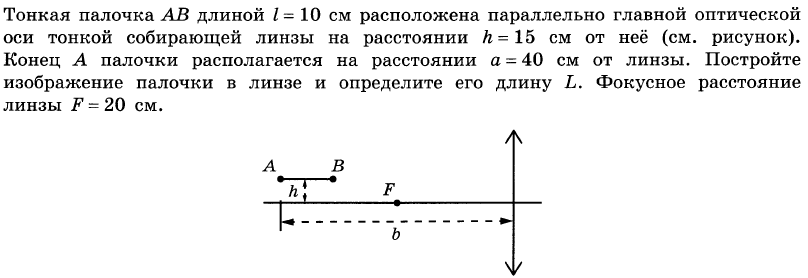 Тонкая палочка AB длиной l = 10 см расположена параллельно главной оптической
оси тонкой собирающей линзы на расстоянии h = 15 см от неё (см. рисунок).
Конец A палочки располагается на расстоянии a = 40 см от линзы. Постройте
изображение палочки в линзе и определите его длину L. Фокусное расстояние
линзы F = 20 см.
A B
h F
b